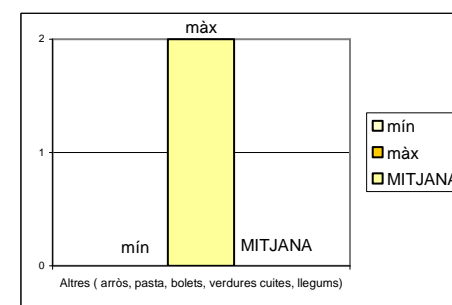 màx
2
1
0
mín
MITJANA
Altres ( arròs, pasta, bolets, verdures cuites, llegums)
mín
màx
MITJANA